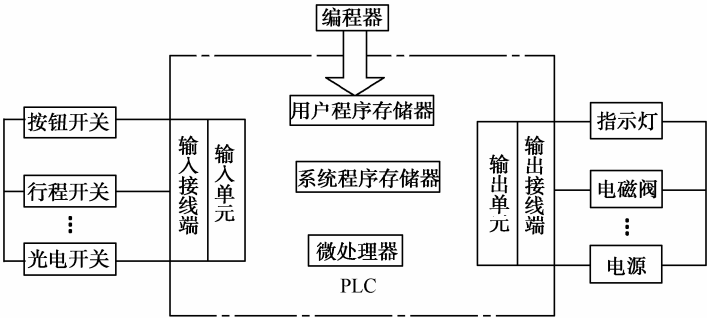 编程器
用户程序存储器
按钮开关
行程开关
光电开关
输入接线端
输入单元
系统程序存储器
微处理器
PLC
输出单元
输出接线端
指示灯
电磁阀
电源